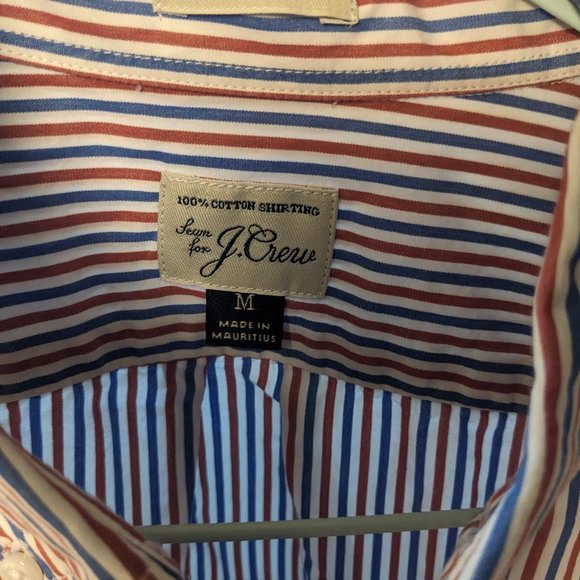 100% COTTON SHIRTING
Sewn
for J.Crew
M
MADE IN
MAURITIUS